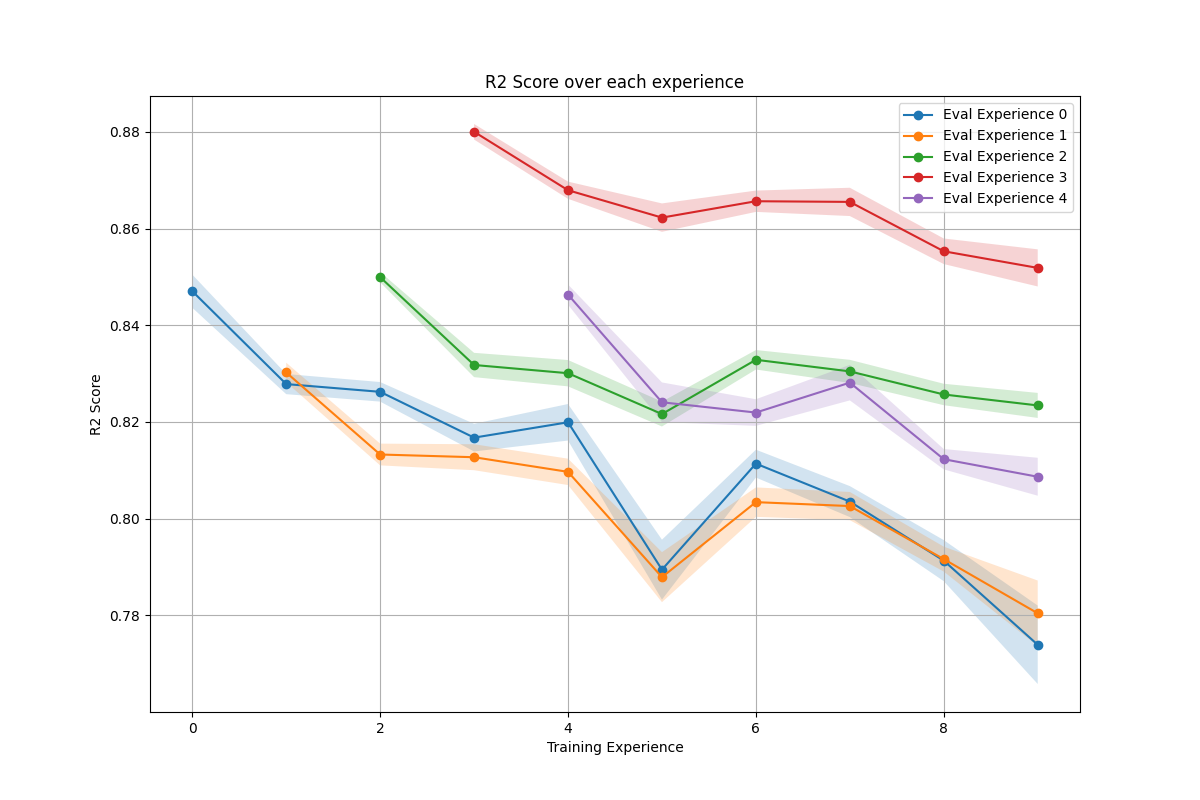 R2 Score over each experience
Eval Experience 0
Eval Experience 1
Eval Experience 2
Eval Experience 3
Eval Experience 4
R2 Score
0.88
0.86
0.84
0.82
0.80
0.78
0 2 4 6 8
Training Experience